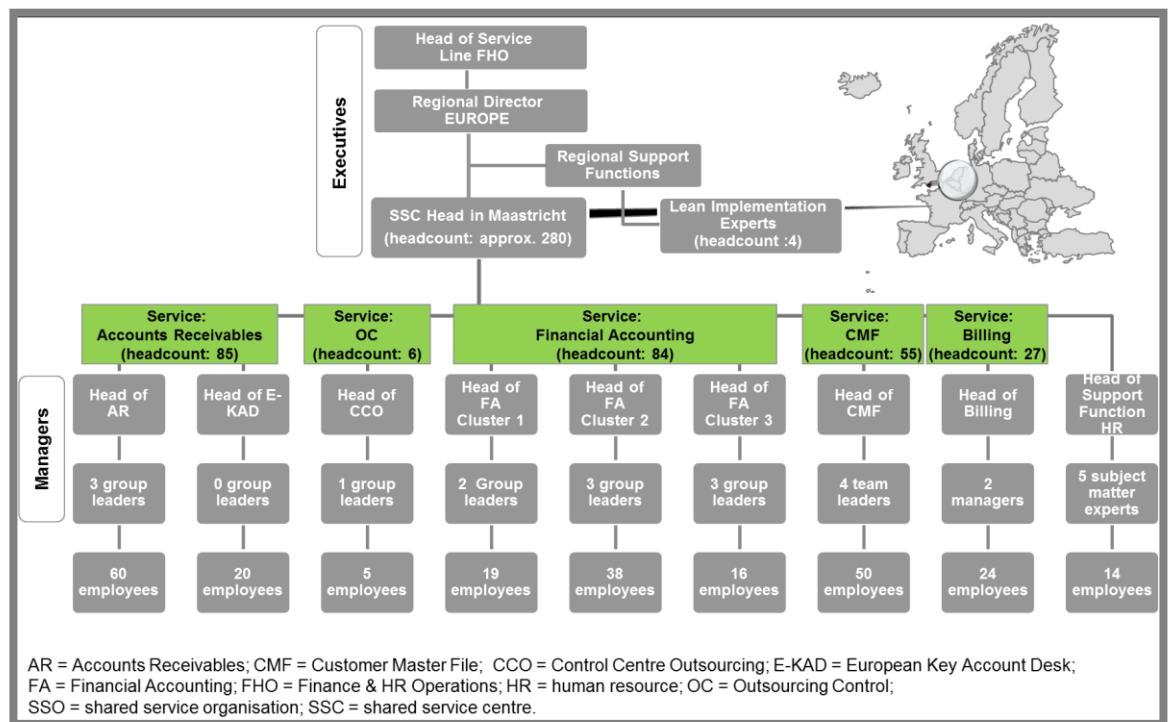 Executives
Head of Service
Line FHO
Regional Director
EUROPE
Regional Support
Functions
SSC Head in Maastricht
(headcount: approx. 280)
Lean Implementation
Experts
(headcount :4)
Service:
Accounts Receivables
(headcount: 85)
Service:
OC
(headcount: 6)
Service:
Financial Accounting
(headcount: 84)
Service:
CMF
(headcount: 55)
Service:
Billing
(headcount: 27)
Managers
Head of
AR
Head of E-
KAD
Head of
CCO
Head of
FA
Cluster 1
Head of
FA
Cluster 2
Head of
FA
Cluster 3
Head of
CMF
Head of
Billing
Head of
Support
Function
HR
3 group
leaders
0 group
leaders
1 group
leaders
2 Group
leaders
3 group
leaders
3 group
leaders
4 team
leaders
2
managers
5 subject
matter
experts
60
employees
20
employees
5
employees
19
employees
38
employees
16
employees
50
employees
24
employees
14
employees
AR = Accounts Receivables; CMF = Customer Master File; CCO = Control Centre Outsourcing; E-KAD = European Key Account Desk;
FA = Financial Accounting; FHO = Finance & HR Operations; HR = human resource; OC = Outsourcing Control;
SSO = shared service organisation; SSC = shared service centre.